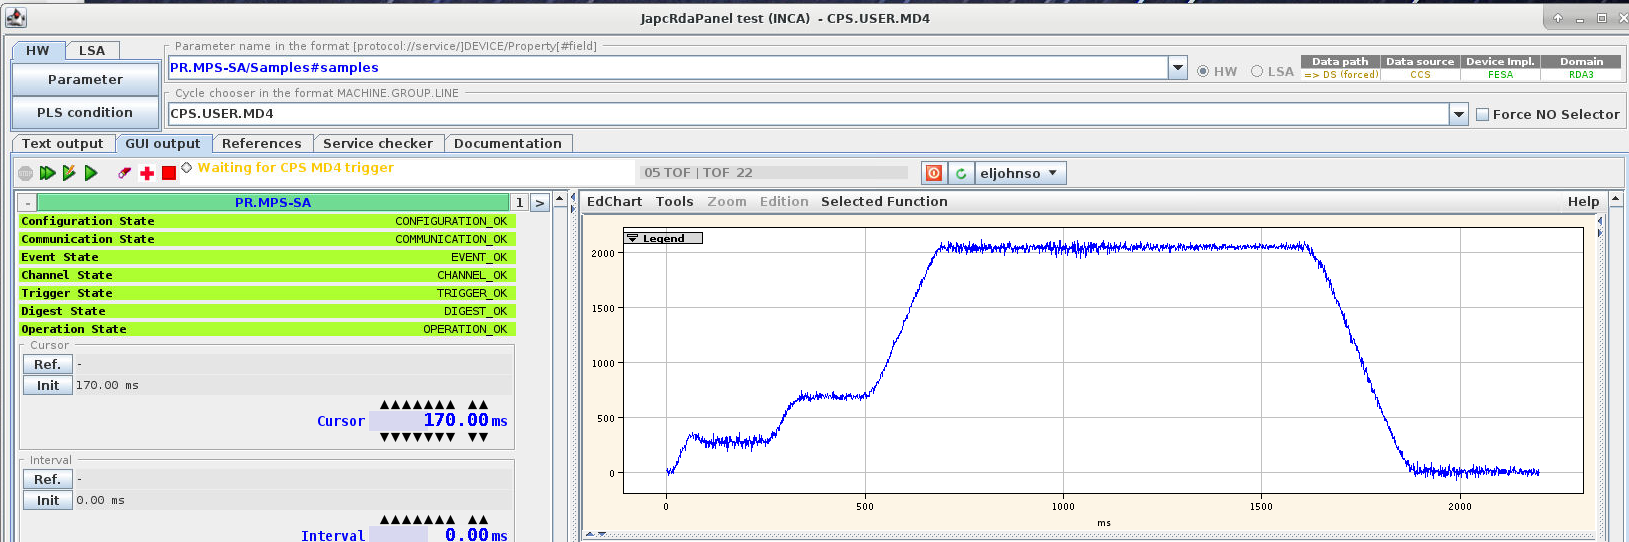 JapcRdaPanel test (INCA) - CPS.USER.MD4
HW LSA
Parameter name in the format [protocol://service/]DEVICE/Property[#field]
Parameter
PR.MPS-SA/Samples#samples
HW LSA
Data path Data source Device Impl. Domain
=> DS (forced) CCS FESA RDA3
Cycle chooser in the format MACHINE.GROUP.LINE
PLS condition
CPS.USER.MD4
Force NO Selector
Text output GUI output References Service checker Documentation
Waiting for CPS MD4 trigger
05 TOF | TOF 22
eljohnso
- PR.MPS-SA 1 >
Configuration State CONFIGURATION_OK
Communication State COMMUNICATION_OK
Event State EVENT_OK
Channel State CHANNEL_OK
Trigger State TRIGGER_OK
Digest State DIGEST_OK
Operation State OPERATION_OK
Cursor
Ref. -
Init 170.00 ms
Cursor 170.00 ms
Interval
Ref. -
Init 0.00 ms
Interval 0.00 ms
EdChart Tools Zoom Edition Selected Function Help
Legend
2000
1500
1000
500
0
0 500 1000 1500 2000
ms